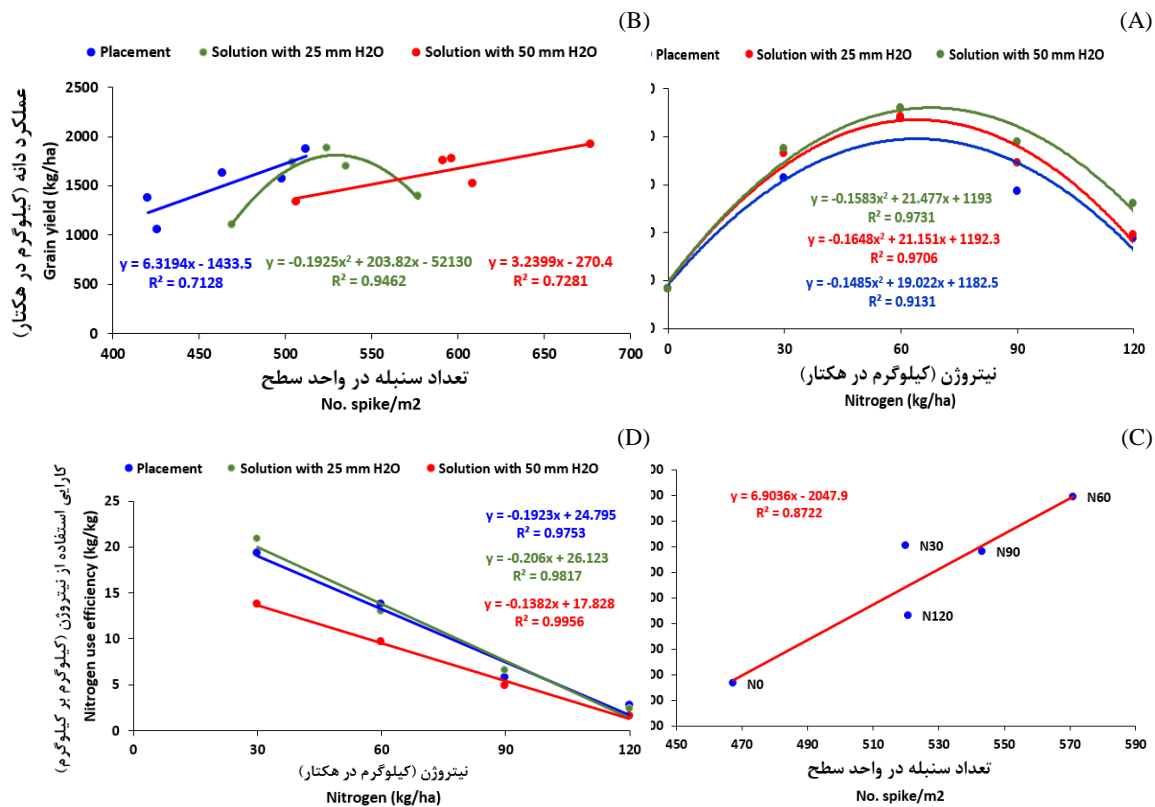 (B)
Placement
Solution with 25 mm H2O
Solution with 50 mm H2O
عملکرد دانه (کیلوگرم در هکتار)
Grain yield (kg/ha)
2500
2000
1500
1000
500
0
y = 6.3194x - 1433.5
R² = 0.7128
y = -0.1925x² + 203.82x - 52130
R² = 0.9462
y = 3.2399x - 270.4
R² = 0.7281
400
450
500
550
600
650
700
تعداد سنبله در واحد سطح
No. spike/m2
(A)
Placement
Solution with 25 mm H2O
Solution with 50 mm H2O
y = -0.1583x² + 21.477x + 1193
R² = 0.9731
y = -0.1648x² + 21.151x + 1192.3
R² = 0.9706
y = -0.1485x² + 19.022x + 1182.5
R² = 0.9131
0
30
60
90
120
نیتروژن (کیلوگرم در هکتار)
Nitrogen (kg/ha)
(D)
Placement
Solution with 25 mm H2O
Solution with 50 mm H2O
کارایی استفاده از نیتروژن (کیلوگرم بر کیلوگرم)
Nitrogen use efficiency (kg/kg)
25
20
15
10
5
0
y = -0.1923x + 24.795
R² = 0.9753
y = -0.206x + 26.123
R² = 0.9817
y = -0.1382x + 17.828
R² = 0.9956
0
30
60
90
120
نیتروژن (کیلوگرم در هکتار)
Nitrogen (kg/ha)
(C)
y = 6.9036x - 2047.9
R² = 0.8722
N60
N30
N90
N120
N0
450
470
490
510
530
550
570
590
تعداد سنبله در واحد سطح
No. spike/m2